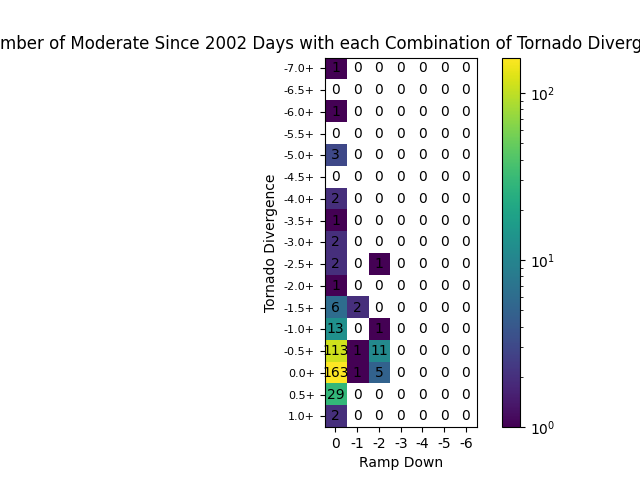 mber of Moderate Since 2002 Days with each Combination of Tornado Diverg
-7.0+ 1 0 0 0 0 0 0
-6.5+ 0 0 0 0 0 0 0
-6.0+ 1 0 0 0 0 0 0
-5.5+ 0 0 0 0 0 0 0
-5.0+ 3 0 0 0 0 0 0
-4.5+ 0 0 0 0 0 0 0
-4.0+ 2 0 0 0 0 0 0
-3.5+ 1 0 0 0 0 0 0
-3.0+ 2 0 0 0 0 0 0
-2.5+ 2 0 1 0 0 0 0
-2.0+ 1 0 0 0 0 0 0
-1.5+ 6 2 0 0 0 0 0
-1.0+ 13 0 1 0 0 0 0
-0.5+ 113 1 11 0 0 0 0
0.0+ 163 1 5 0 0 0 0
0.5+ 29 0 0 0 0 0 0
1.0+ 2 0 0 0 0 0 0
0 -1 -2 -3 -4 -5 -6
Ramp Down
Tornado Divergence
10²
10¹
10⁰